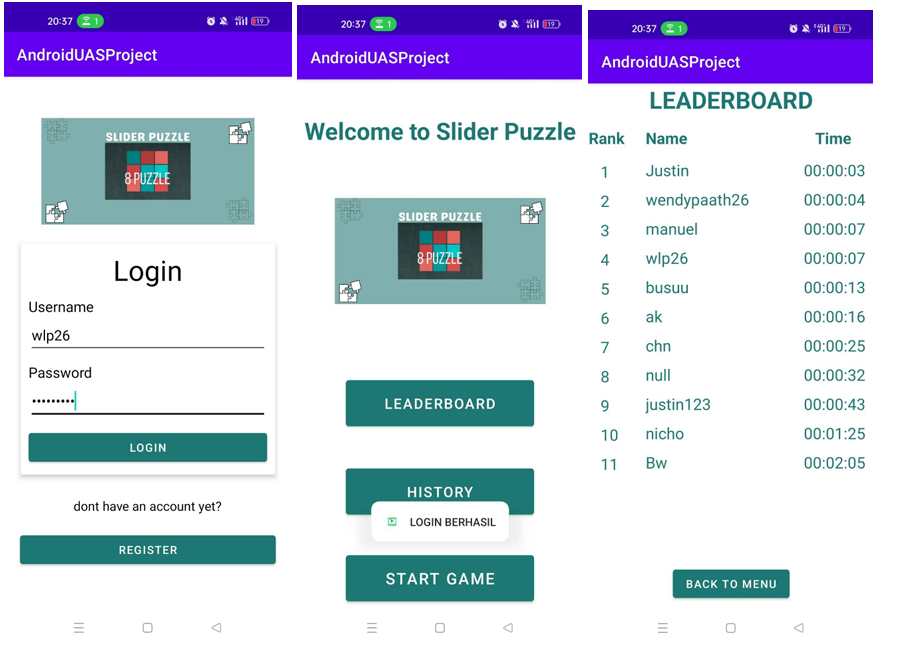 20:37 1 19
AndroidUASProject
SLIDER PUZZLE
8 PUZZLE
Login
Username
wlp26
Password
•••••••••
LOGIN
dont have an account yet?
REGISTER
20:37 1 19
AndroidUASProject
Welcome to Slider Puzzle
SLIDER PUZZLE
8 PUZZLE
LEADERBOARD
HISTORY
LOGIN BERHASIL
START GAME
20:37 1 19
AndroidUASProject
LEADERBOARD
Rank Name Time
1 Justin 00:00:03
2 wendypaath26 00:00:04
3 manuel 00:00:07
4 wlp26 00:00:07
5 busuu 00:00:13
6 ak 00:00:16
7 chn 00:00:25
8 null 00:00:32
9 justin123 00:00:43
10 nicho 00:01:25
11 Bw 00:02:05
BACK TO MENU